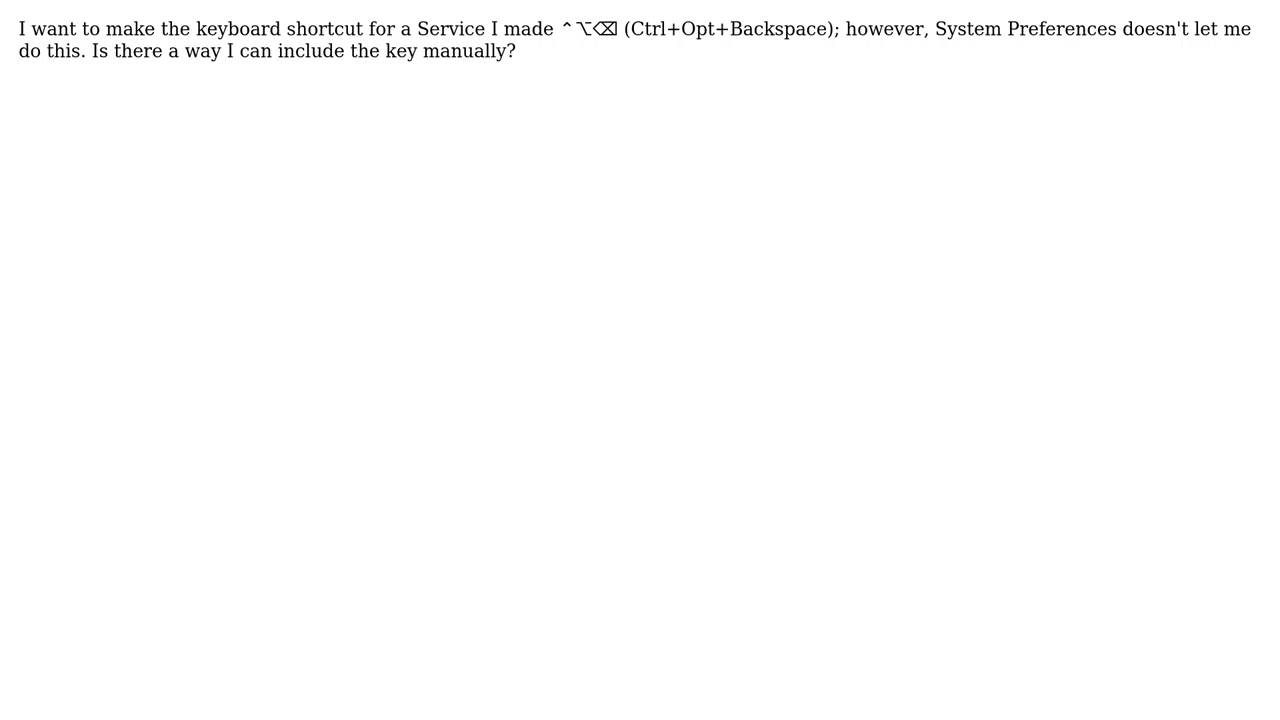 I want to make the keyboard shortcut for a Service I made ⌃⌥⌫ (Ctrl+Opt+Backspace); however, System Preferences doesn't let me
do this. Is there a way I can include the key manually?